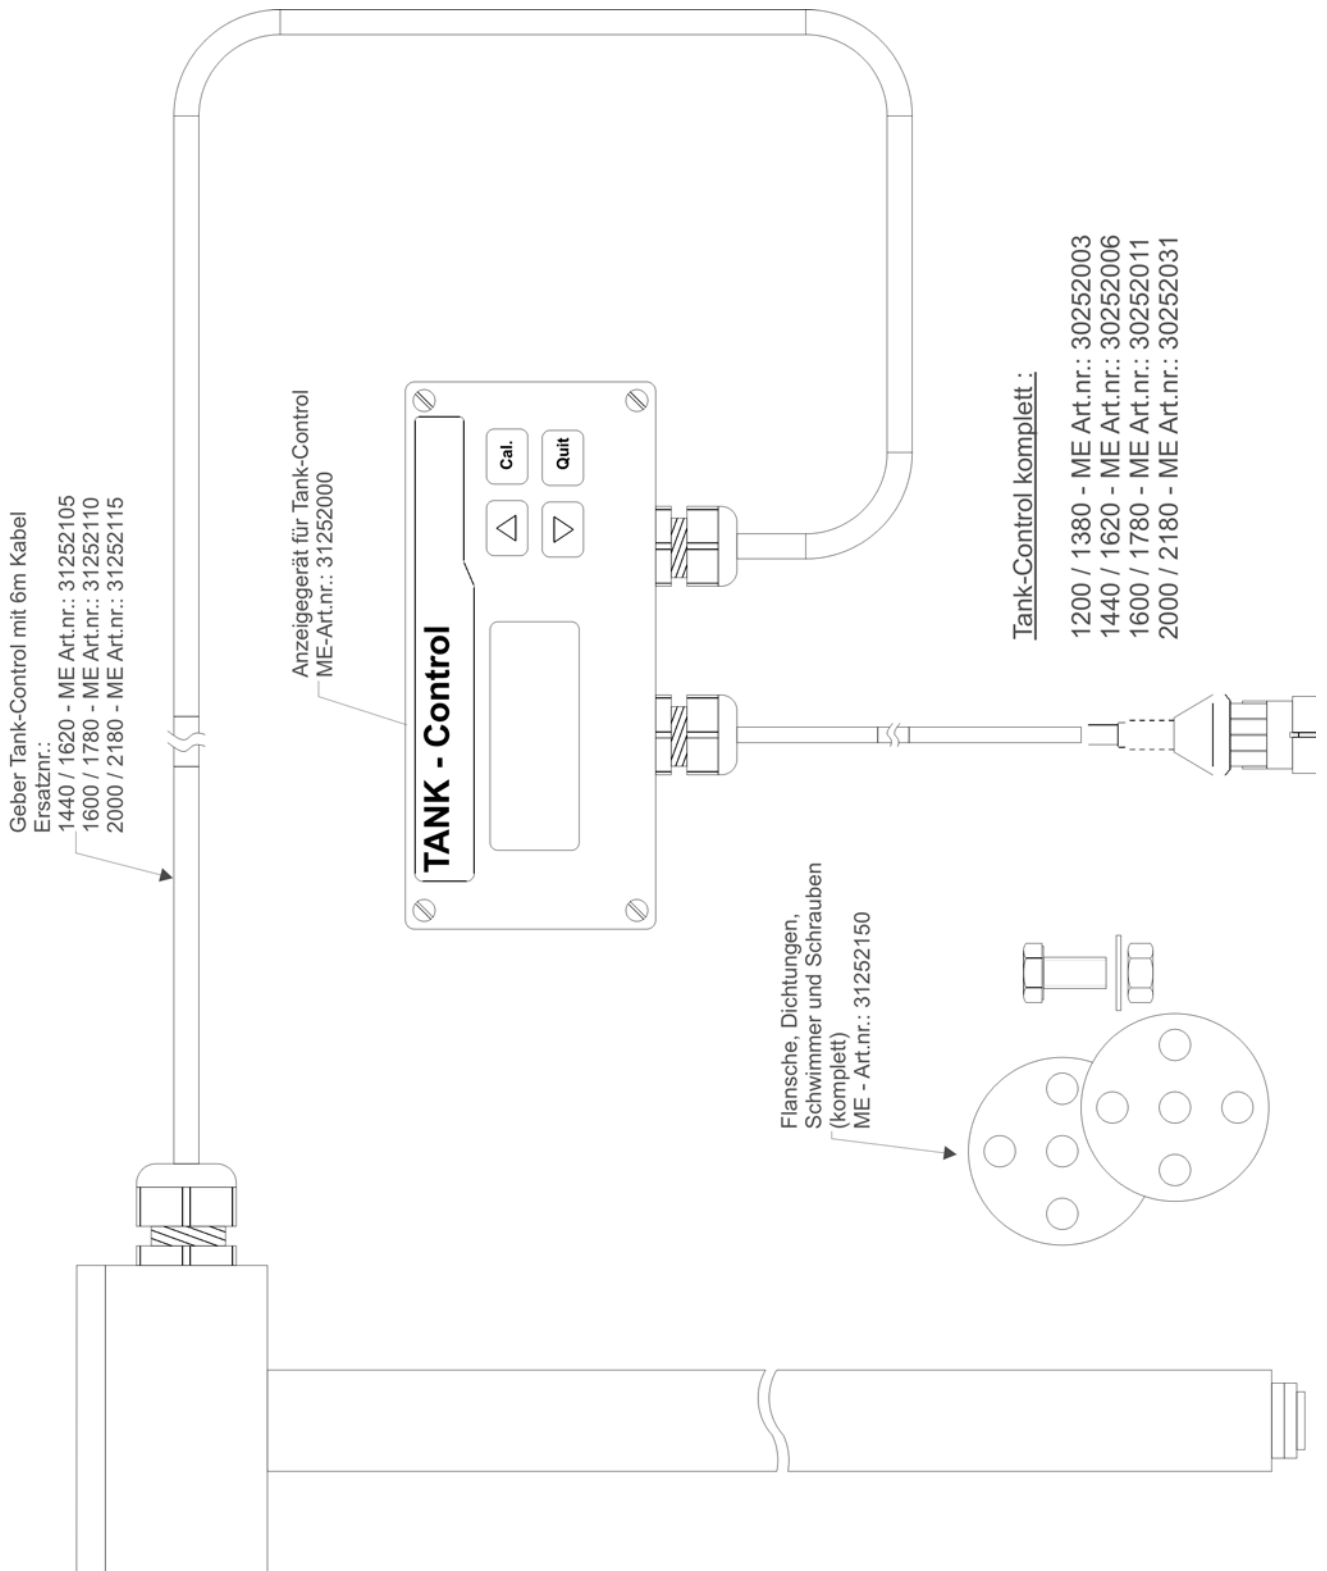 Geber Tank-Control mit 6m Kabel
Ersatznr.:
1440 / 1620 - ME Art.nr.: 31252105
1600 / 1780 - ME Art.nr.: 31252110
2000 / 2180 - ME Art.nr.: 31252115
Anzeigegerät für Tank-Control
ME-Art.nr.: 31252000
TANK - Control
Cal.
Quit
Flansche, Dichtungen,
Schwimmer und Schrauben
(komplett)
ME - Art.nr.: 31252150
Tank-Control komplett :
1200 / 1380 - ME Art.nr.: 30252003
1440 / 1620 - ME Art.nr.: 30252006
1600 / 1780 - ME Art.nr.: 30252011
2000 / 2180 - ME Art.nr.: 30252031